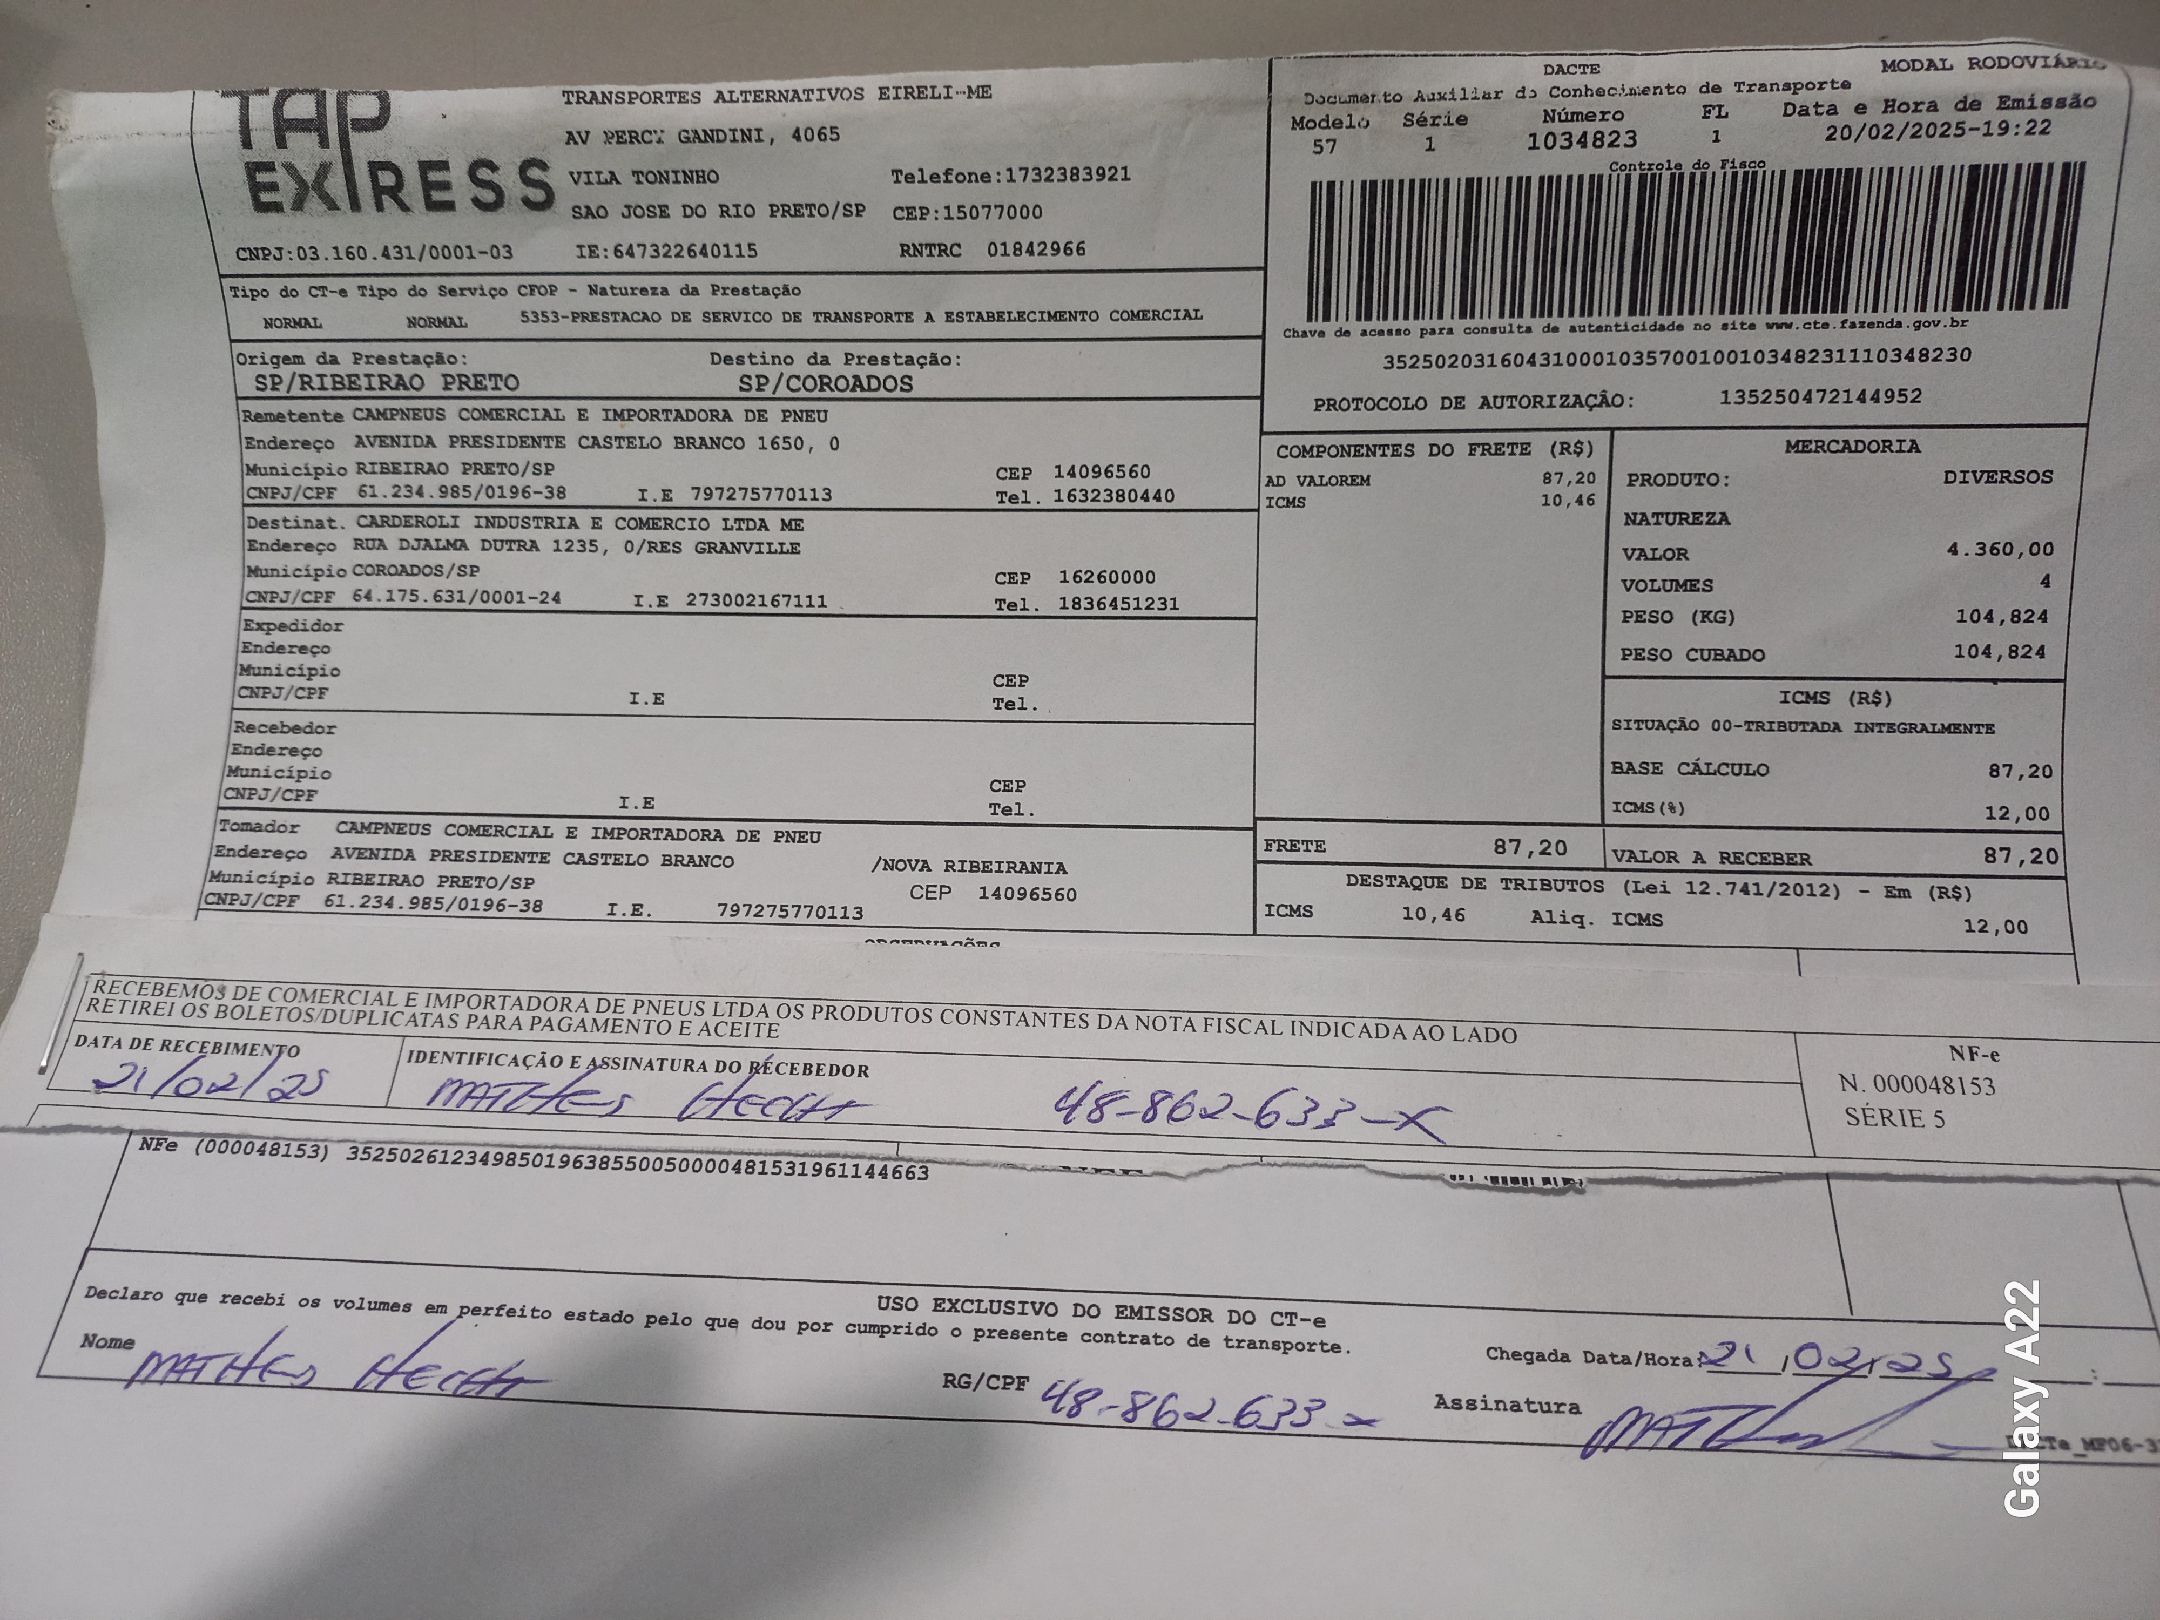 TAP EXPRESS
TRANSPORTES ALTERNATIVOS EIRELI-ME
AV PERCY GANDINI, 4065
VILA TONINHO Telefone:1732383921
SAO JOSE DO RIO PRETO/SP CEP:15077000
CNPJ:03.160.431/0001-03 IE:647322640115 RNTRC 01842966
DACTE MODAL RODOVIÁRIO
Documento Auxiliar do Conhecimento de Transporte
Modelo Série Número FL Data e Hora de Emissão
57 1 1034823 1 20/02/2025-19:22
Controle do Fisco
Chave de acesso para consulta de autenticidade no site www.cte.fazenda.gov.br
35250203160431000103570010010348231110348230
PROTOCOLO DE AUTORIZAÇÃO: 135250472144952
Tipo do CT-e Tipo do Serviço CFOP - Natureza da Prestação
NORMAL NORMAL 5353-PRESTACAO DE SERVICO DE TRANSPORTE A ESTABELECIMENTO COMERCIAL
Origem da Prestação: Destino da Prestação:
SP/RIBEIRAO PRETO SP/COROADOS
Remetente CAMPNEUS COMERCIAL E IMPORTADORA DE PNEU
Endereço AVENIDA PRESIDENTE CASTELO BRANCO 1650, 0
Município RIBEIRAO PRETO/SP CEP 14096560
CNPJ/CPF 61.234.985/0196-38 I.E 797275770113 Tel. 1632380440
Destinat. CARDEROLI INDUSTRIA E COMERCIO LTDA ME
Endereço RUA DJALMA DUTRA 1235, 0/RES GRANVILLE
Município COROADOS/SP CEP 16260000
CNPJ/CPF 64.175.631/0001-24 I.E 273002167111 Tel. 1836451231
Expedidor
Endereço
Município CEP
CNPJ/CPF I.E Tel.
Recebedor
Endereço
Município CEP
CNPJ/CPF I.E Tel.
Tomador CAMPNEUS COMERCIAL E IMPORTADORA DE PNEU
Endereço AVENIDA PRESIDENTE CASTELO BRANCO /NOVA RIBEIRANIA
Município RIBEIRAO PRETO/SP CEP 14096560
CNPJ/CPF 61.234.985/0196-38 I.E. 797275770113
COMPONENTES DO FRETE (R$)
AD VALOREM 87,20
ICMS 10,46
MERCADORIA
PRODUTO: DIVERSOS
NATUREZA
VALOR 4.360,00
VOLUMES 4
PESO (KG) 104,824
PESO CUBADO 104,824
ICMS (R$)
SITUAÇÃO 00-TRIBUTADA INTEGRALMENTE
BASE CÁLCULO 87,20
ICMS(%) 12,00
FRETE 87,20 VALOR A RECEBER 87,20
DESTAQUE DE TRIBUTOS (Lei 12.741/2012) - Em (R$)
ICMS 10,46 Aliq. ICMS 12,00
OBSERVAÇÕES
RECEBEMOS DE COMERCIAL E IMPORTADORA DE PNEUS LTDA OS PRODUTOS CONSTANTES DA NOTA FISCAL INDICADA AO LADO
RETIREI OS BOLETOS/DUPLICATAS PARA PAGAMENTO E ACEITE
DATA DE RECEBIMENTO IDENTIFICAÇÃO E ASSINATURA DO RECEBEDOR
21/02/25 MATHEUS HECHT 48-862-633-X
NF-e
N. 000048153
SÉRIE 5
NFe (000048153) 35250261234985019638550050000481531961144663
USO EXCLUSIVO DO EMISSOR DO CT-e
Declaro que recebi os volumes em perfeito estado pelo que dou por cumprido o presente contrato de transporte.
Nome MATHEUS HECHT RG/CPF 48-862-633-X
Chegada Data/Hora: 21/02/25 :
Assinatura
Galaxy A22